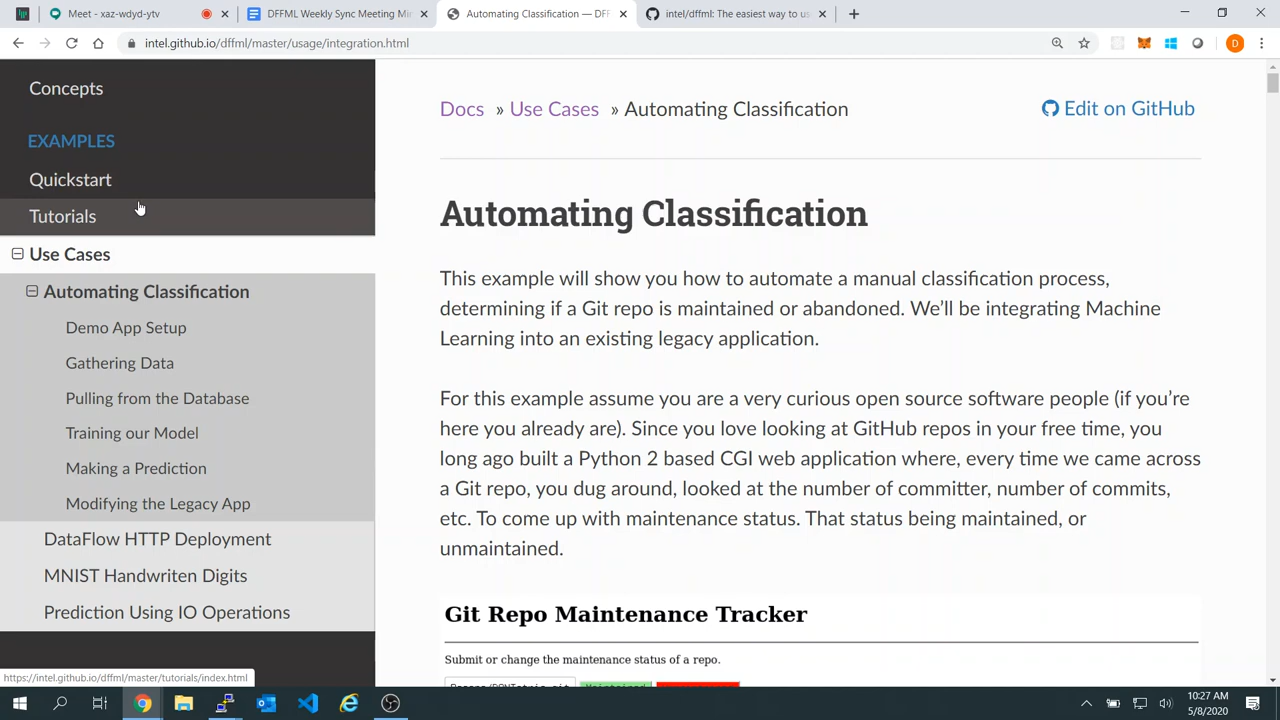 Meet - xaz-wdyd-ytv
DFFML Weekly Sync Meeting Mi
Automating Classification — DFF
intel/dffml: The easiest way to us
intel.github.io/dffml/master/usage/integration.html
D
Concepts
EXAMPLES
Quickstart
Tutorials
Use Cases
Automating Classification
Demo App Setup
Gathering Data
Pulling from the Database
Training our Model
Making a Prediction
Modifying the Legacy App
DataFlow HTTP Deployment
MNIST Handwriten Digits
Prediction Using IO Operations
https://intel.github.io/dffml/master/tutorials/index.html
Docs » Use Cases » Automating Classification
Edit on GitHub
Automating Classification
This example will show you how to automate a manual classification process,
determining if a Git repo is maintained or abandoned. We'll be integrating Machine
Learning into an existing legacy application.
For this example assume you are a very curious open source software people (if you're
here you already are). Since you love looking at GitHub repos in your free time, you
long ago built a Python 2 based CGI web application where, every time we came across
a Git repo, you dug around, looked at the number of committer, number of commits,
etc. To come up with maintenance status. That status being maintained, or
unmaintained.
Git Repo Maintenance Tracker
Submit or change the maintenance status of a repo.
10:27 AM
5/8/2020